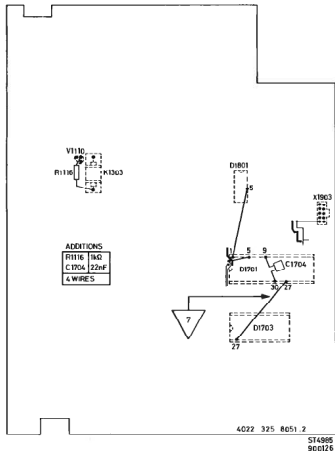 V1110
R1116
K1303
D1801
5
X1903
ADDITIONS
R1116 1kΩ
C1704 22nF
4 WIRES
1 5 9
D1701
C1704
30 27
7
D1703
27
4022 325 8051.2
ST4985
900126